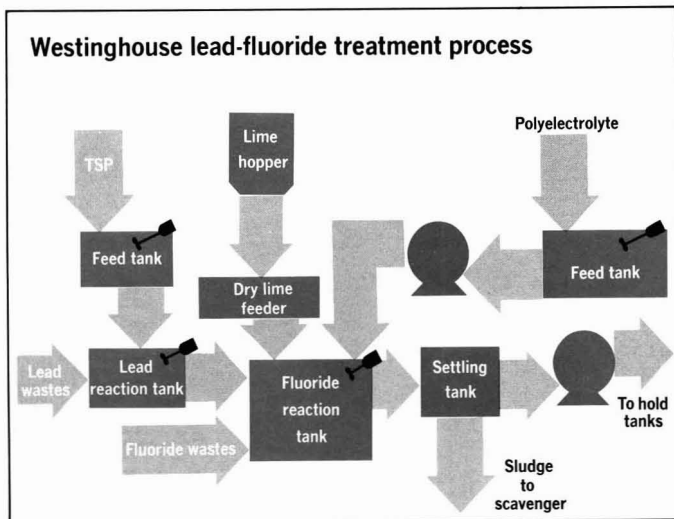 Westinghouse lead-fluoride treatment process
TSP
Lime
hopper
Polyelectrolyte
Feed tank
Dry lime
feeder
Feed tank
Lead
wastes
Lead
reaction tank
Fluoride
reaction
tank
Settling
tank
To hold
tanks
Fluoride wastes
Sludge
to
scavenger